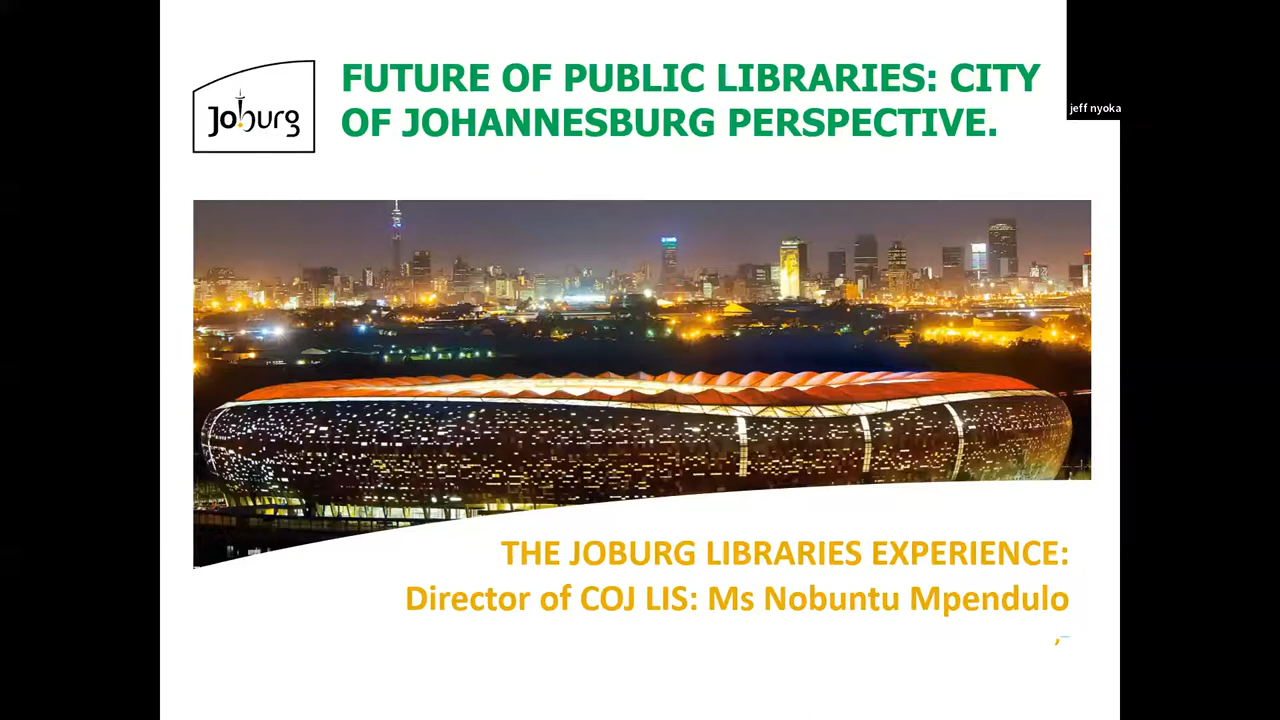 FUTURE OF PUBLIC LIBRARIES: CITY
OF JOHANNESBURG PERSPECTIVE.
Joburg
jeff nyoka
THE JOBURG LIBRARIES EXPERIENCE:
Director of COJ LIS: Ms Nobuntu Mpendulo
,